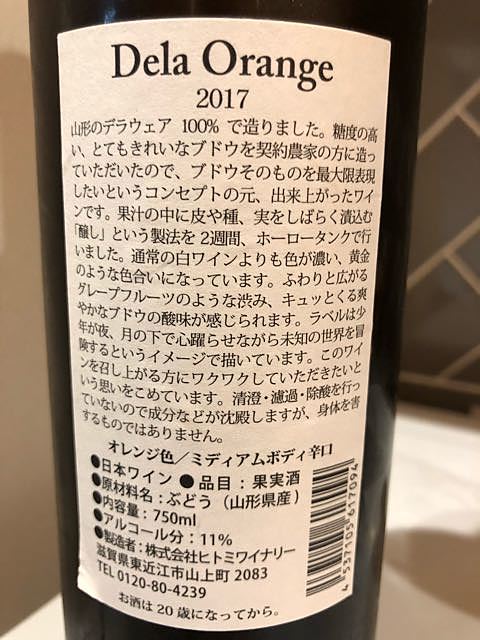 Dela Orange
2017
山形のデラウェア 100% で造りました。糖度の高
い、とてもきれいなブドウを契約農家の方に造っ
ていただいたので、ブドウそのものを最大限表現
したいというコンセプトの元、出来上がったワイ
ンです。果汁の中に皮や種、実をしばらく漬込む
「醸し」という製法を 2週間、ホーロータンクで行
いました。通常の白ワインよりも色が濃い、黄金
のような色合いになっています。ふわりと広がる
グレープフルーツのような渋み、キュッとくる爽
やかなブドウの酸味が感じられます。ラベルは少
年が夜、月の下で心躍らせながら未知の世界を冒
険するというイメージで描いています。このワイ
ンを召し上がる方にワクワクしていただきたいと
いう思いをこめています。清澄・濾過・除酸を行っ
ていないので成分などが沈殿しますが、身体を害
するものではありません。
オレンジ色／ミディアムボディ辛口
●日本ワイン ●品目：果実酒
●原材料名：ぶどう（山形県産）
●内容量：750ml
●アルコール分：11%
●製造者：株式会社ヒトミワイナリー
滋賀県東近江市山上町 2083
TEL 0120-80-4239
お酒は 20 歳になってから。
4 537105 617094